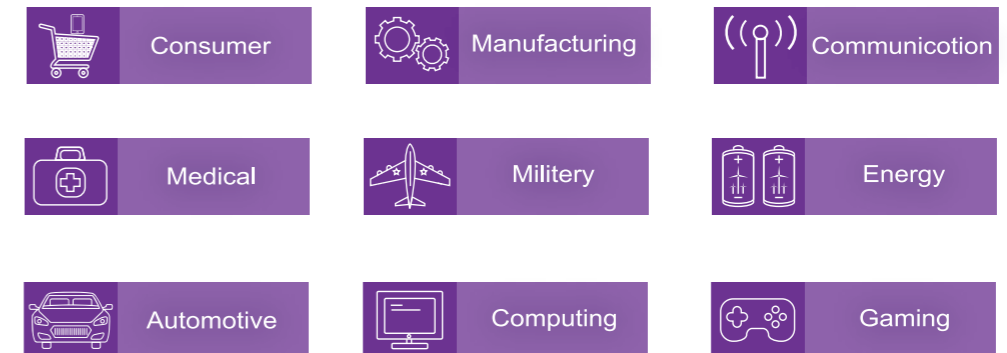 Consumer
Manufacturing
Communicotion
Medical
Militery
Energy
Automotive
Computing
Gaming